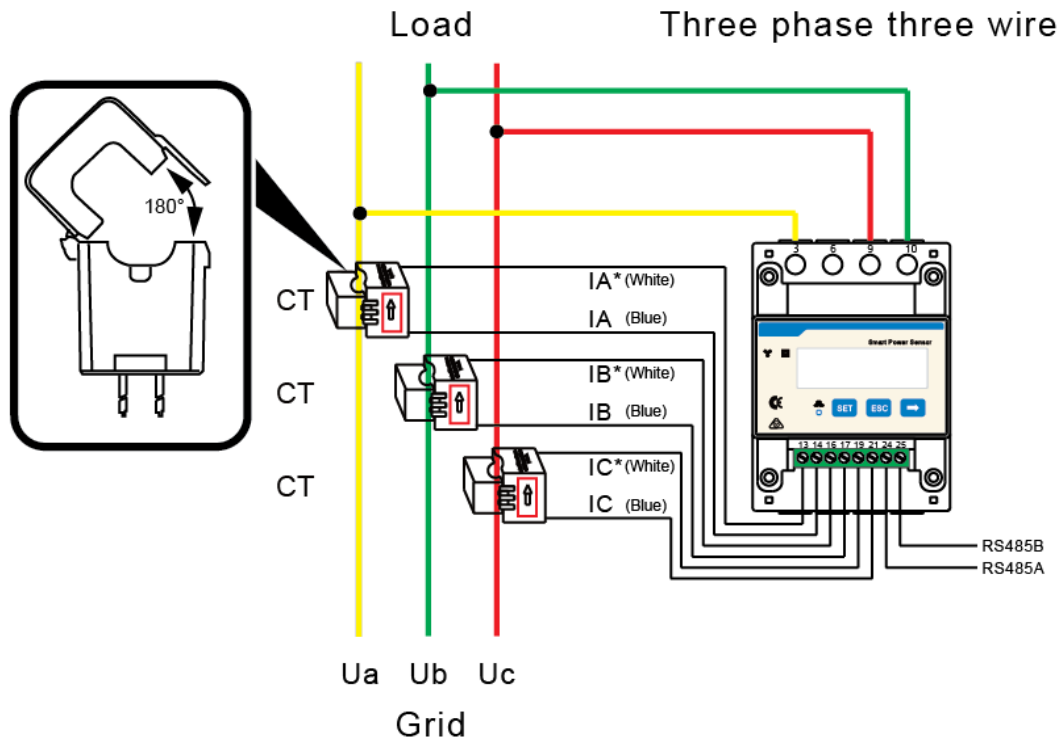 Load
Three phase three wire
180°
3 6 9 10
CT
IA* (White)
IA (Blue)
Smart Power Sensor
SET ESC
CT
IB* (White)
IB (Blue)
13 14 16 17 19 21 24 25
CT
IC* (White)
IC (Blue)
RS485B
RS485A
Ua Ub Uc
Grid